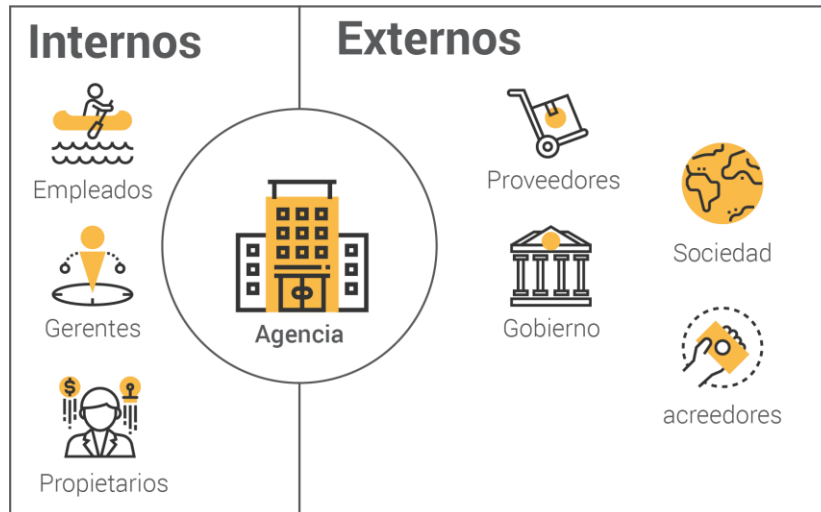 Internos
Externos
Empleados
Gerentes
Propietarios
Agencia
Proveedores
Gobierno
Sociedad
acreedores
$